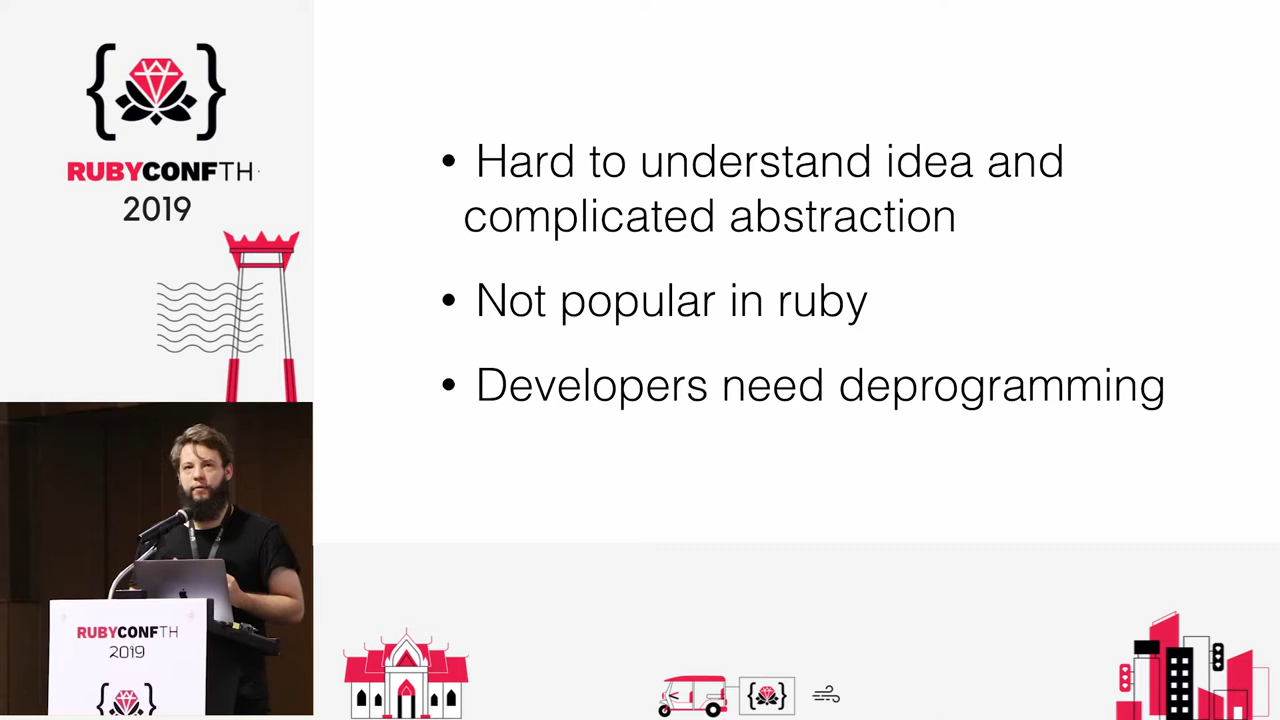 RUBYCONFTH
2019
• Hard to understand idea and
complicated abstraction
• Not popular in ruby
• Developers need deprogramming
RUBYCONFTH
2019